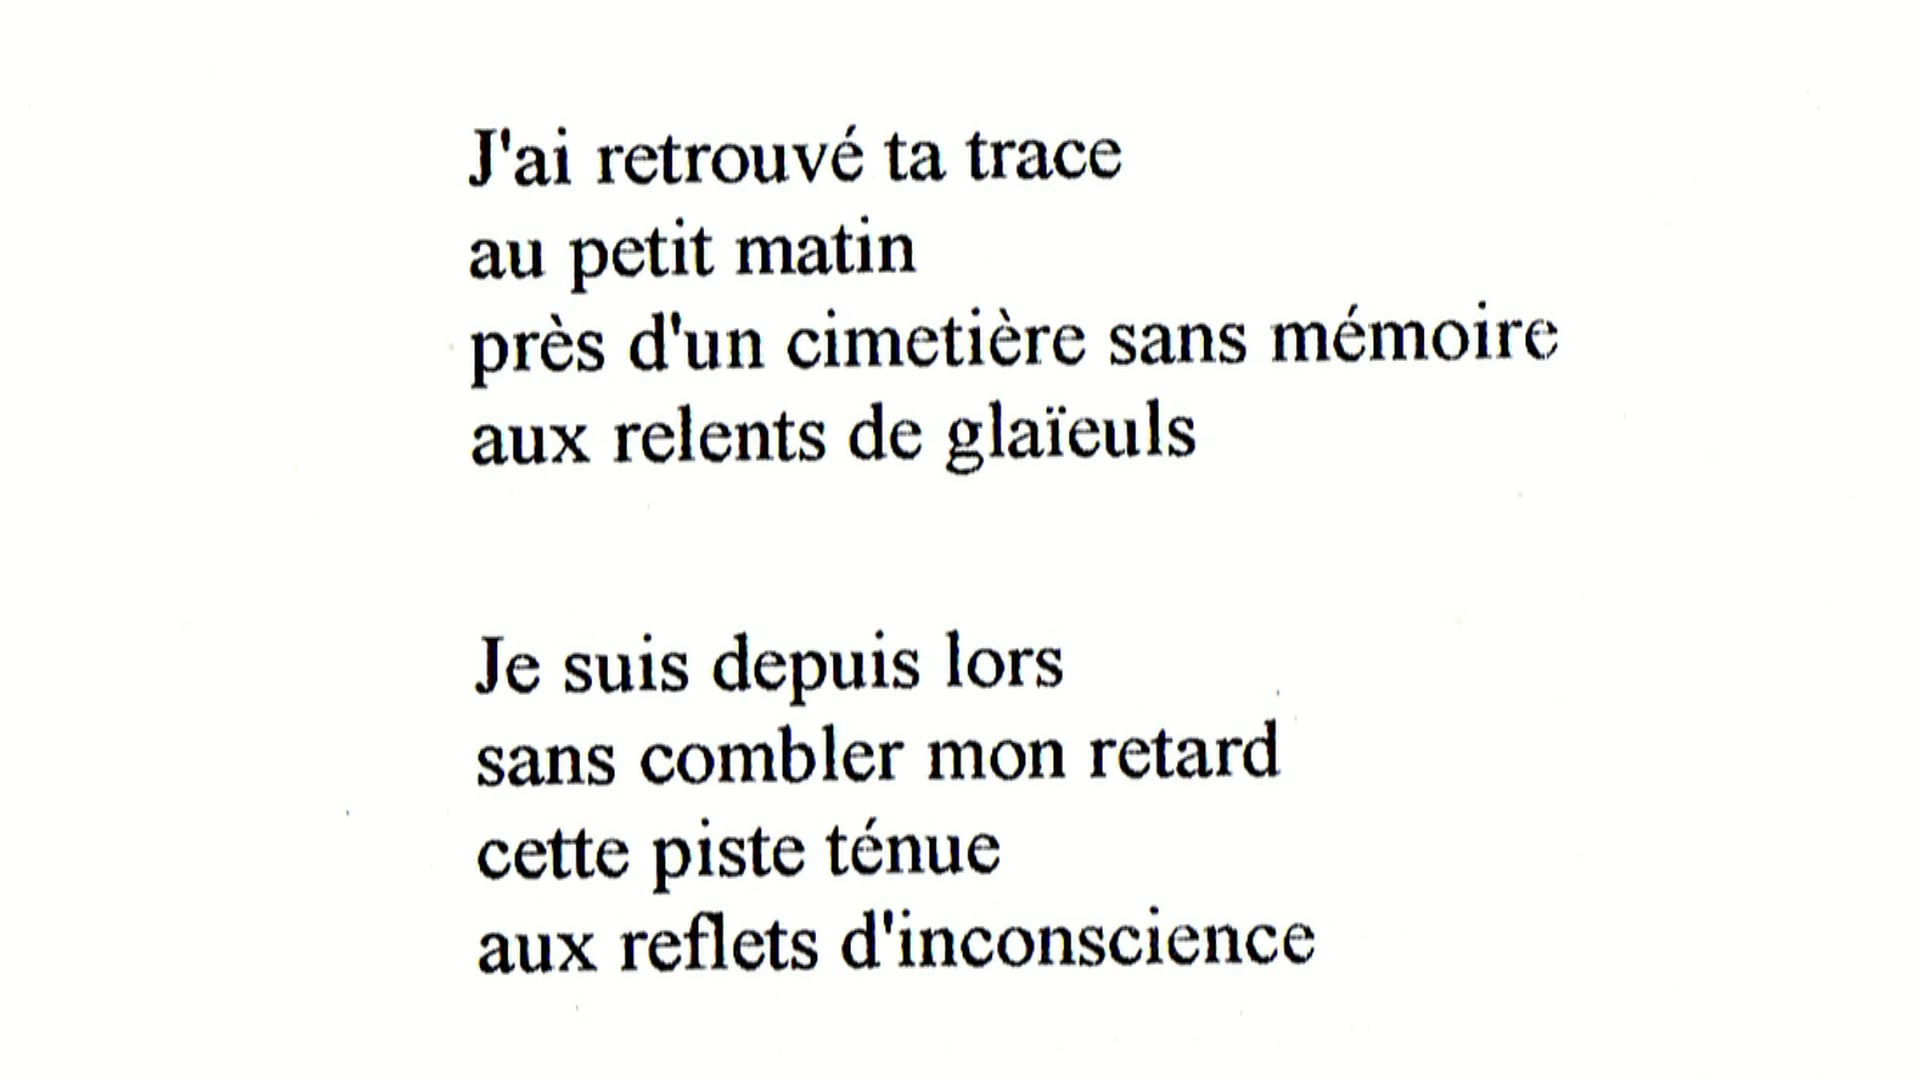 J'ai retrouvé ta trace
au petit matin
près d'un cimetière sans mémoire
aux relents de glaïeuls
Je suis depuis lors
sans combler mon retard
cette piste ténue
aux reflets d'inconscience